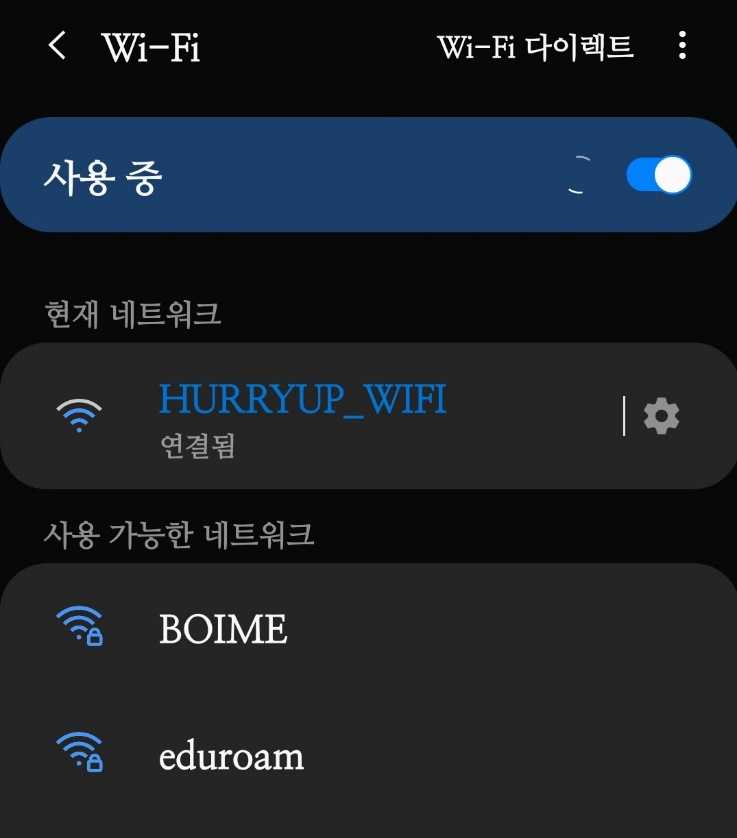 Wi-Fi Wi-Fi 다이렉트
사용 중
현재 네트워크
HURRYUP_WIFI
연결됨
사용 가능한 네트워크
BOIME
eduroam